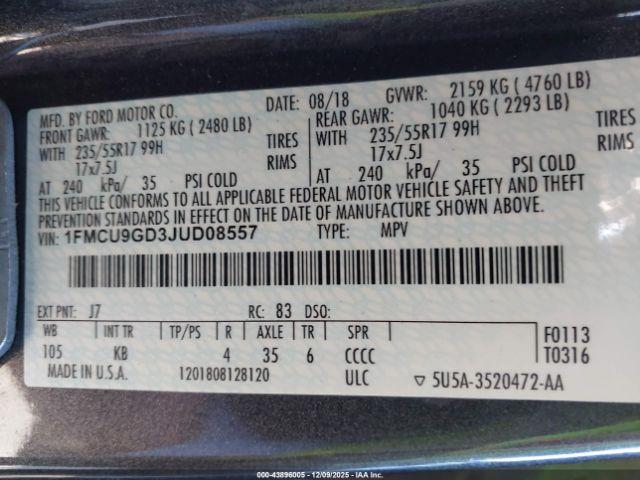 MFD. BY FORD MOTOR CO.
DATE: 08/18 GVWR: 2159 KG ( 4760 LB)
FRONT GAWR: 1125 KG ( 2480 LB) REAR GAWR: 1040 KG ( 2293 LB)
WITH 235/55R17 99H TIRES WITH 235/55R17 99H TIRES
17x7.5J RIMS 17x7.5J RIMS
AT 240 kPa/ 35 PSI COLD AT 240 kPa/ 35 PSI COLD
THIS VEHICLE CONFORMS TO ALL APPLICABLE FEDERAL MOTOR VEHICLE SAFETY AND THEFT
PREVENTION STANDARDS IN EFFECT ON THE DATE OF MANUFACTURE SHOWN ABOVE.
VIN: 1FMCU9GD3JUD08557 TYPE: MPV
EXT PNT: J7 RC: 83 DSO:
WB INT TR TP/PS R AXLE TR SPR F0113
105 KB 4 35 6 CCCC T0316
MADE IN U.S.A. 1201808128120 ULC ▽ 5U5A-3520472-AA
000-43896005 - 12/09/2025 - IAA Inc.